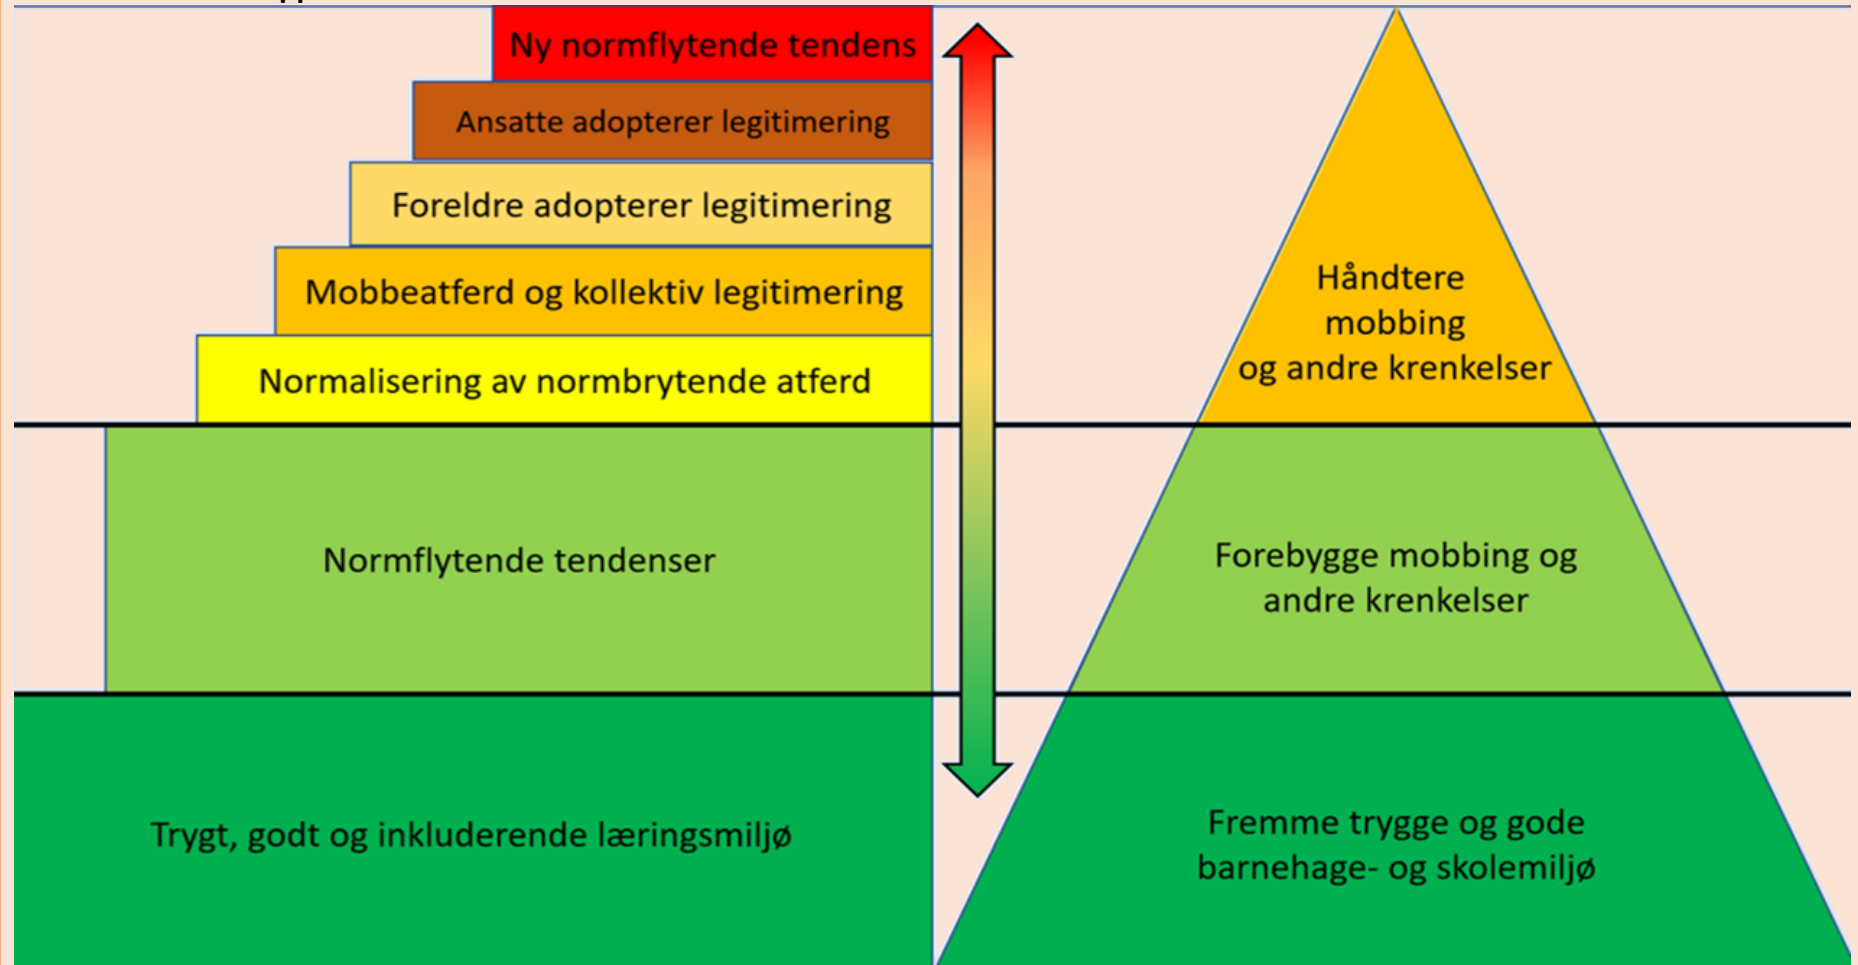 Ny normflytende tendens
Ansatte adopterer legitimering
Foreldre adopterer legitimering
Mobbeatferd og kollektiv legitimering
Normalisering av normbrytende atferd
Normflytende tendenser
Trygt, godt og inkluderende læringsmiljø
Håndtere
mobbing
og andre krenkelser
Forebygge mobbing og
andre krenkelser
Fremme trygge og gode
barnehage- og skolemiljø